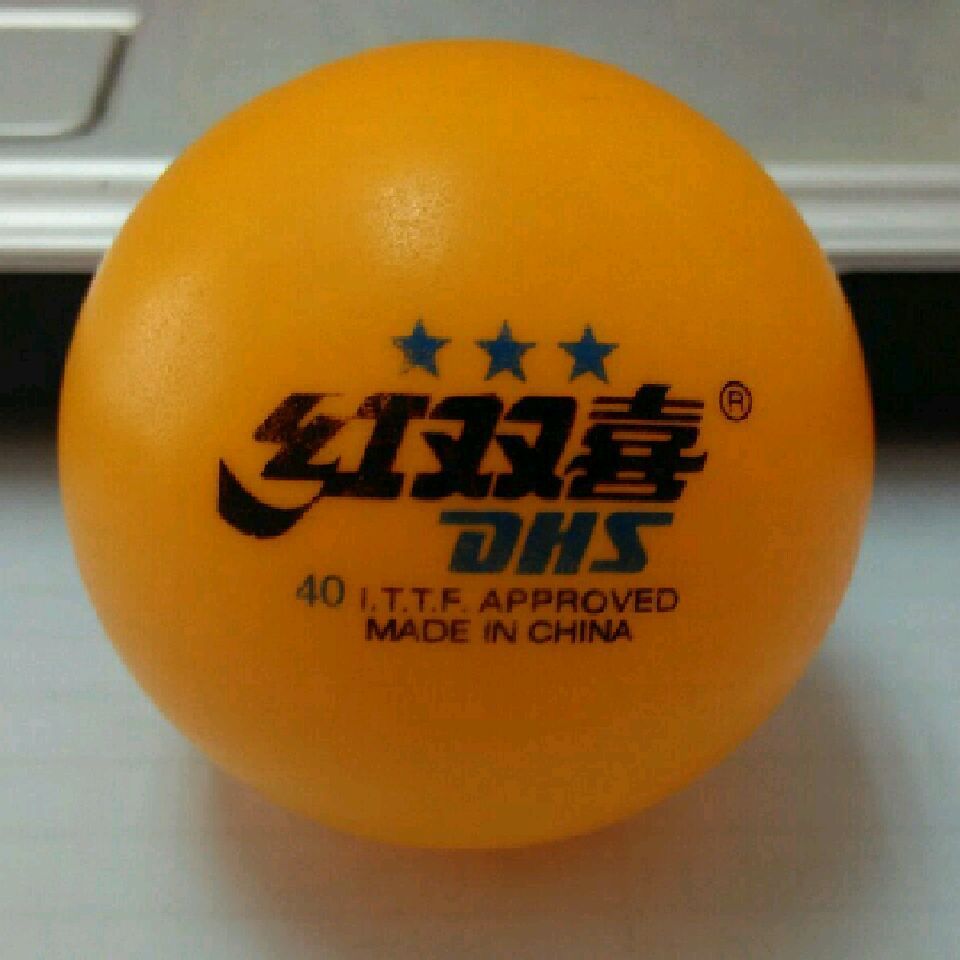 红双喜®
DHS
40 I.T.T.F. APPROVED
MADE IN CHINA